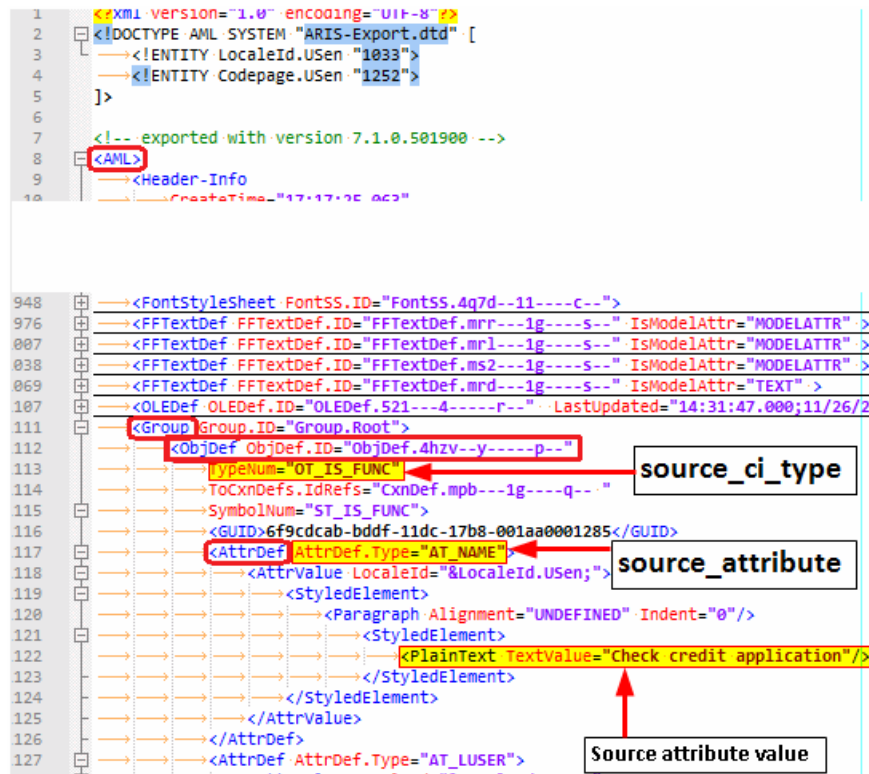 1 <?xml version="1.0" encoding="UTF-8"?>
2 <!DOCTYPE AML SYSTEM "ARIS-Export.dtd" [
3 <!ENTITY LocaleId.USen "1033">
4 <!ENTITY Codepage.USen "1252">
5 ]>
6
7 <!-- exported with version 7.1.0.501900 -->
8 <AML>
9 <Header-Info
10 CreateTime="17:17:25.063"
948 <FontStyleSheet FontSS.ID="FontSS.4q7d--11----c--">
976 <FFTextDef FFTextDef.ID="FFTextDef.mrr---1g----s--" IsModelAttr="MODELATTR" >
007 <FFTextDef FFTextDef.ID="FFTextDef.mrl---1g----s--" IsModelAttr="MODELATTR" >
038 <FFTextDef FFTextDef.ID="FFTextDef.ms2---1g----s--" IsModelAttr="MODELATTR" >
069 <FFTextDef FFTextDef.ID="FFTextDef.mrd---1g----s--" IsModelAttr="TEXT" >
107 <OLEDef OLEDef.ID="OLEDef.521---4-----r--" LastUpdated="14:31:47.000;11/26/2
111 <Group Group.ID="Group.Root">
112 <ObjDef ObjDef.ID="ObjDef.4hzv--y-----p--"
113 TypeNum="OT_IS_FUNC" source_ci_type
114 ToCxnDefs.IdRefs="CxnDef.mpb---1g----q-- "
115 SymbolNum="ST_IS_FUNC">
116 <GUID>6f9cdcab-bddf-11dc-17b8-001aa0001285</GUID>
117 <AttrDef AttrDef.Type="AT_NAME"> source_attribute
118 <AttrValue LocaleId="&LocaleId.USen;">
119 <StyledElement>
120 <Paragraph Alignment="UNDEFINED" Indent="0"/>
121 <StyledElement>
122 <PlainText TextValue="Check credit application"/>
123 </StyledElement>
124 </StyledElement>
125 </AttrValue>
126 </AttrDef>
127 <AttrDef AttrDef.Type="AT_LUSER"> Source attribute value